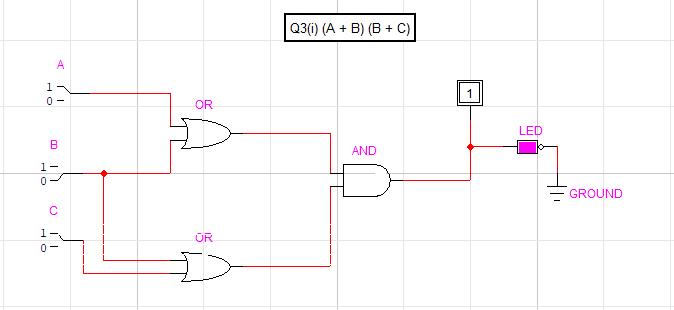 Q3(i) (A + B) (B + C)
A
1
0
OR
1
B
1
0
AND
LED
C
1
0
OR
GROUND